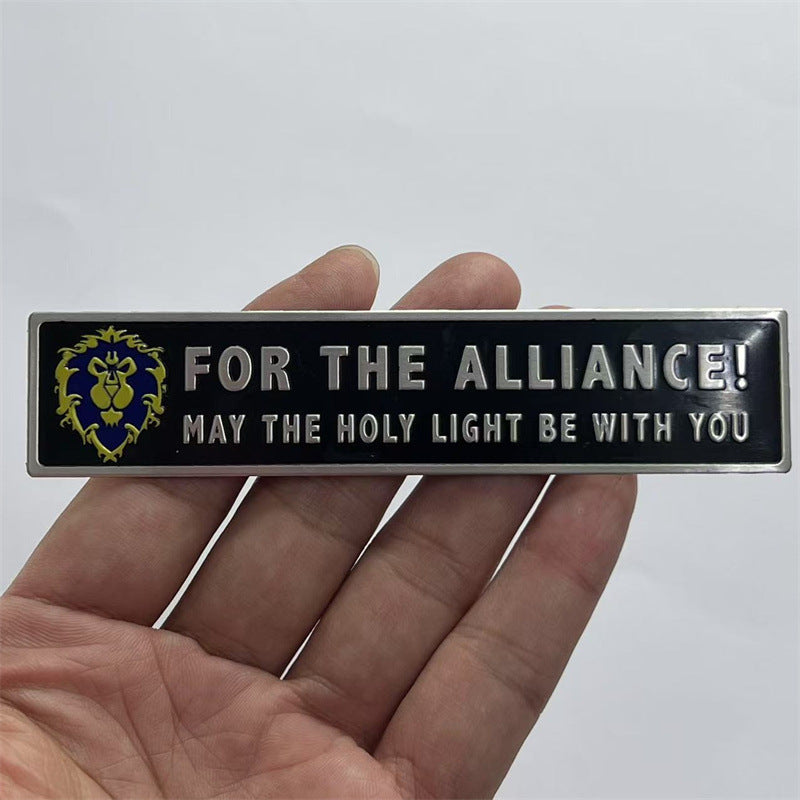 FOR THE ALLIANCE!
MAY THE HOLY LIGHT BE WITH YOU